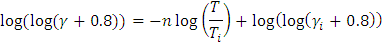 log(log(γ + 0.8)) = −n log(T/Tᵢ) + log(log(γᵢ + 0.8))